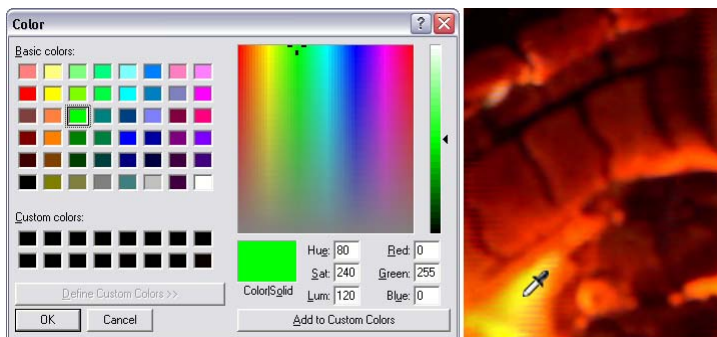 Color
Basic colors:
Custom colors:
Define Custom Colors >>
OK
Cancel
Color|Solid
Hue: 80
Sat: 240
Lum: 120
Red: 0
Green: 255
Blue: 0
Add to Custom Colors